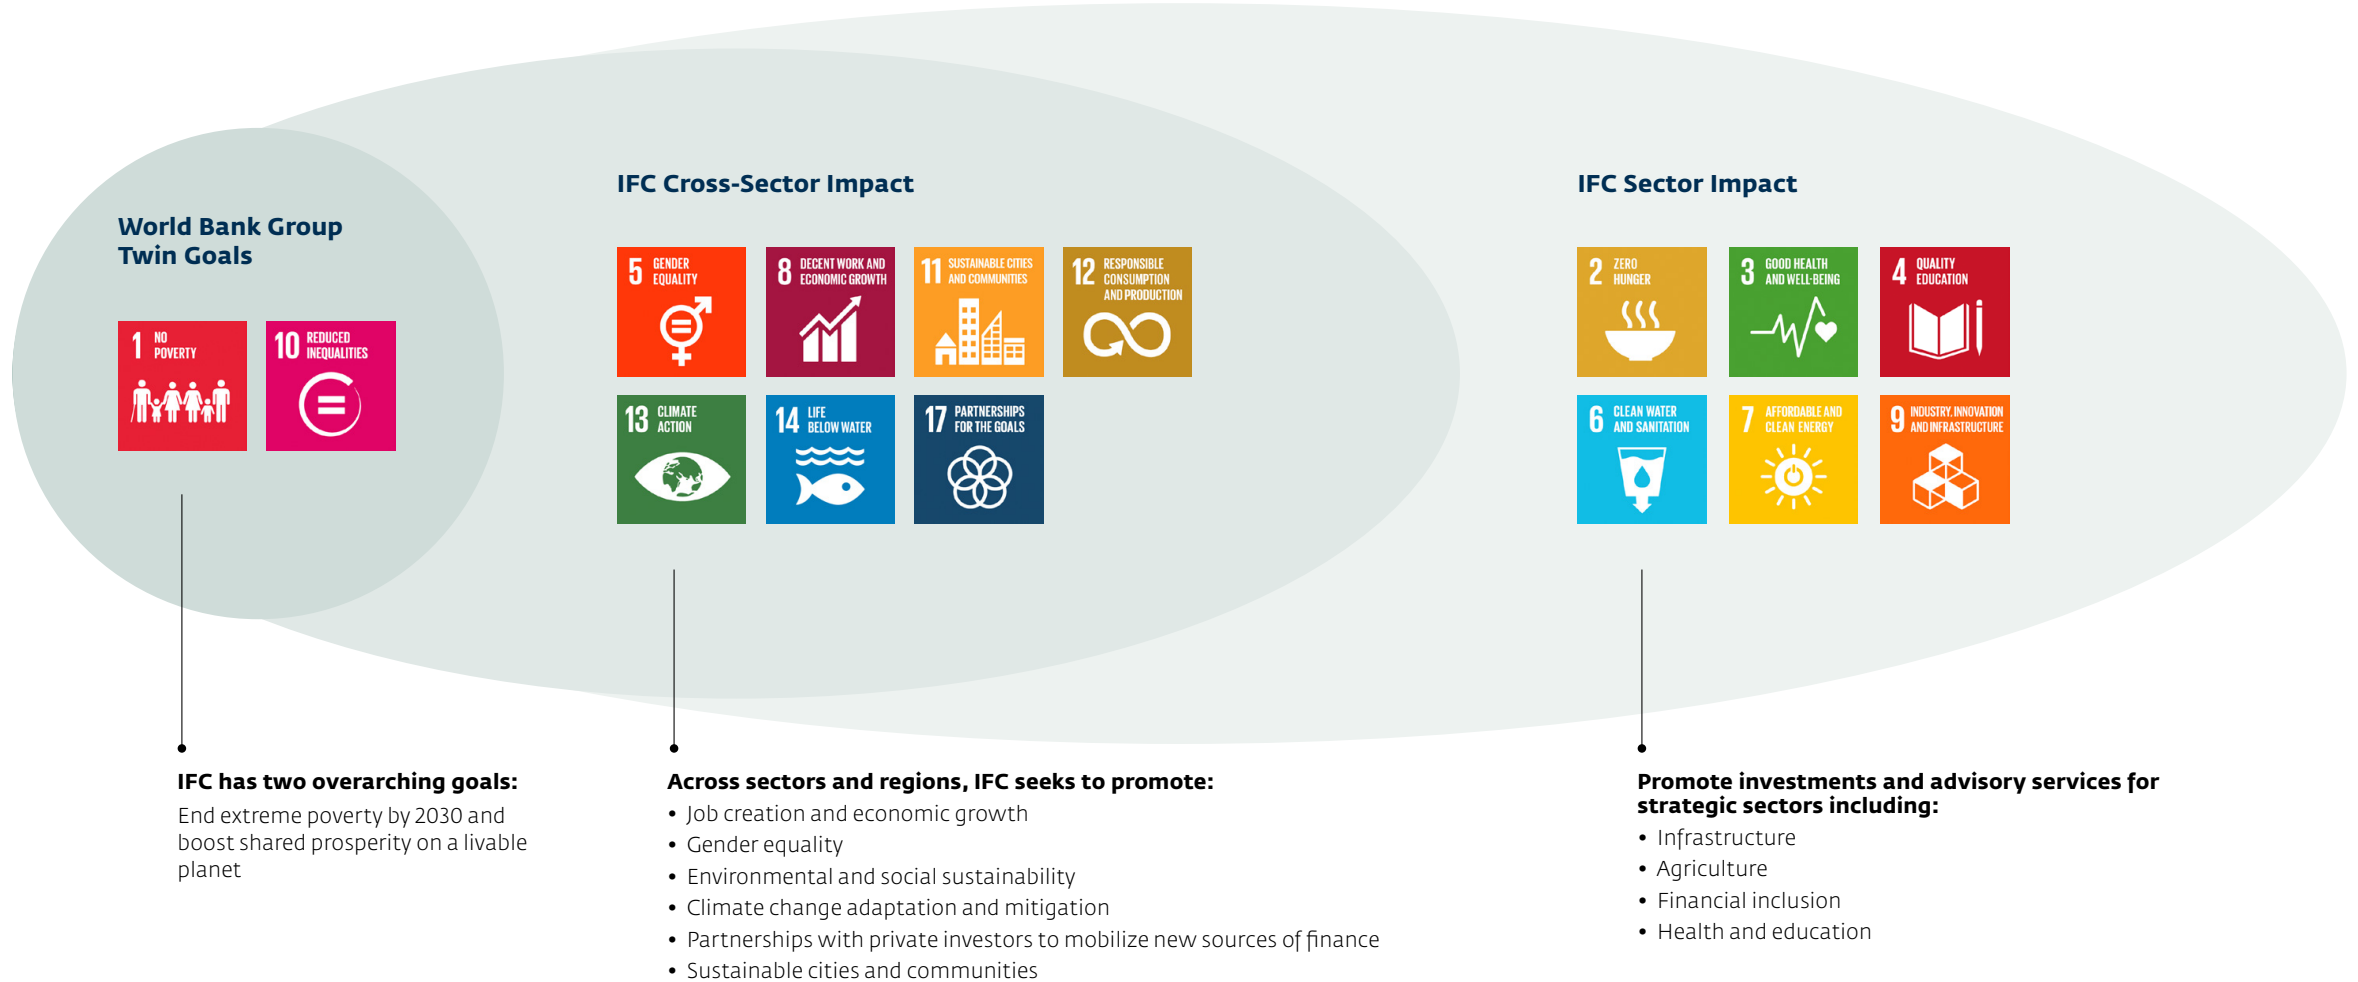 World Bank Group
Twin Goals
1 NO
POVERTY
10 REDUCED
INEQUALITIES
IFC has two overarching goals:
End extreme poverty by 2030 and
boost shared prosperity on a livable
planet
IFC Cross-Sector Impact
5 GENDER
EQUALITY
8 DECENT WORK AND
ECONOMIC GROWTH
11 SUSTAINABLE CITIES
AND COMMUNITIES
12 RESPONSIBLE
CONSUMPTION
AND PRODUCTION
13 CLIMATE
ACTION
14 LIFE
BELOW WATER
17 PARTNERSHIPS
FOR THE GOALS
Across sectors and regions, IFC seeks to promote:
• Job creation and economic growth
• Gender equality
• Environmental and social sustainability
• Climate change adaptation and mitigation
• Partnerships with private investors to mobilize new sources of finance
• Sustainable cities and communities
IFC Sector Impact
2 ZERO
HUNGER
3 GOOD HEALTH
AND WELL-BEING
4 QUALITY
EDUCATION
6 CLEAN WATER
AND SANITATION
7 AFFORDABLE AND
CLEAN ENERGY
9 INDUSTRY, INNOVATION
AND INFRASTRUCTURE
Promote investments and advisory services for
strategic sectors including:
• Infrastructure
• Agriculture
• Financial inclusion
• Health and education